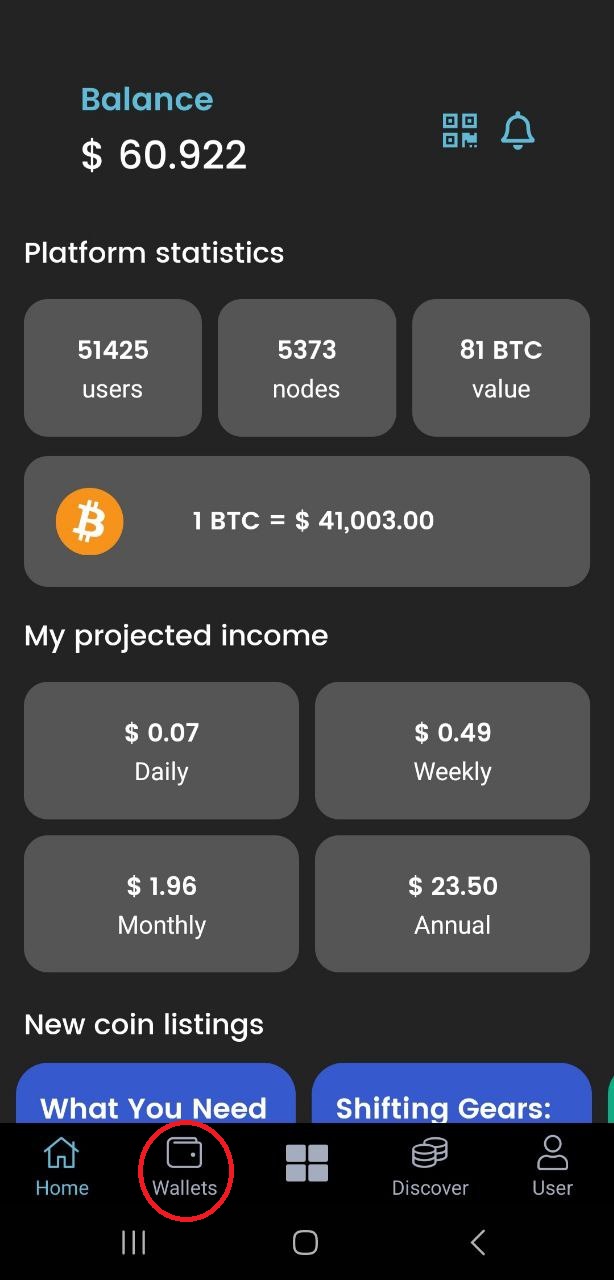 Balance
$ 60.922
Platform statistics
51425
users
5373
nodes
81 BTC
value
1 BTC = $ 41,003.00
My projected income
$ 0.07
Daily
$ 0.49
Weekly
$ 1.96
Monthly
$ 23.50
Annual
New coin listings
What You Need
Shifting Gears:
Home
Wallets
Discover
User